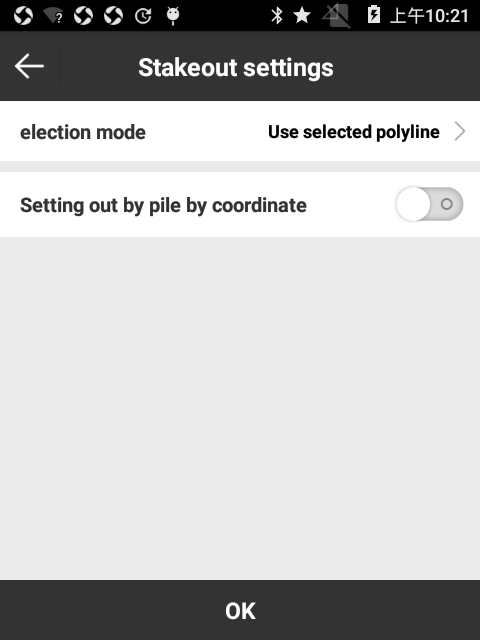 上午10:21
Stakeout settings
election mode Use selected polyline
Setting out by pile by coordinate
OK